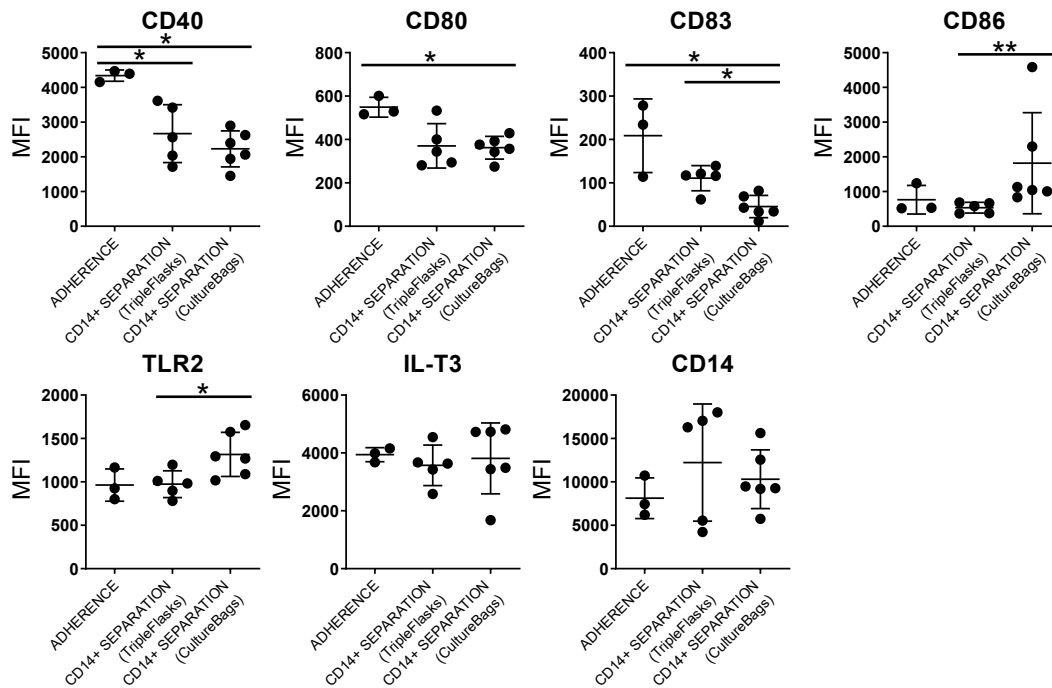 CD40
*
*
5000
4000
3000
2000
1000
0
MFI
ADHERENCE
CD14+ SEPARATION
(TripleFlasks)
CD14+ SEPARATION
(CultureBags)
CD80
*
800
600
400
200
0
MFI
ADHERENCE
CD14+ SEPARATION
(TripleFlasks)
CD14+ SEPARATION
(CultureBags)
CD83
*
*
400
300
200
100
0
MFI
ADHERENCE
CD14+ SEPARATION
(TripleFlasks)
CD14+ SEPARATION
(CultureBags)
CD86
**
5000
4000
3000
2000
1000
0
MFI
ADHERENCE
CD14+ SEPARATION
(TripleFlasks)
CD14+ SEPARATION
(CultureBags)
TLR2
*
2000
1500
1000
500
0
MFI
ADHERENCE
CD14+ SEPARATION
(TripleFlasks)
CD14+ SEPARATION
(CultureBags)
IL-T3
6000
4000
2000
0
MFI
ADHERENCE
CD14+ SEPARATION
(TripleFlasks)
CD14+ SEPARATION
(CultureBags)
CD14
20000
15000
10000
5000
0
MFI
ADHERENCE
CD14+ SEPARATION
(TripleFlasks)
CD14+ SEPARATION
(CultureBags)